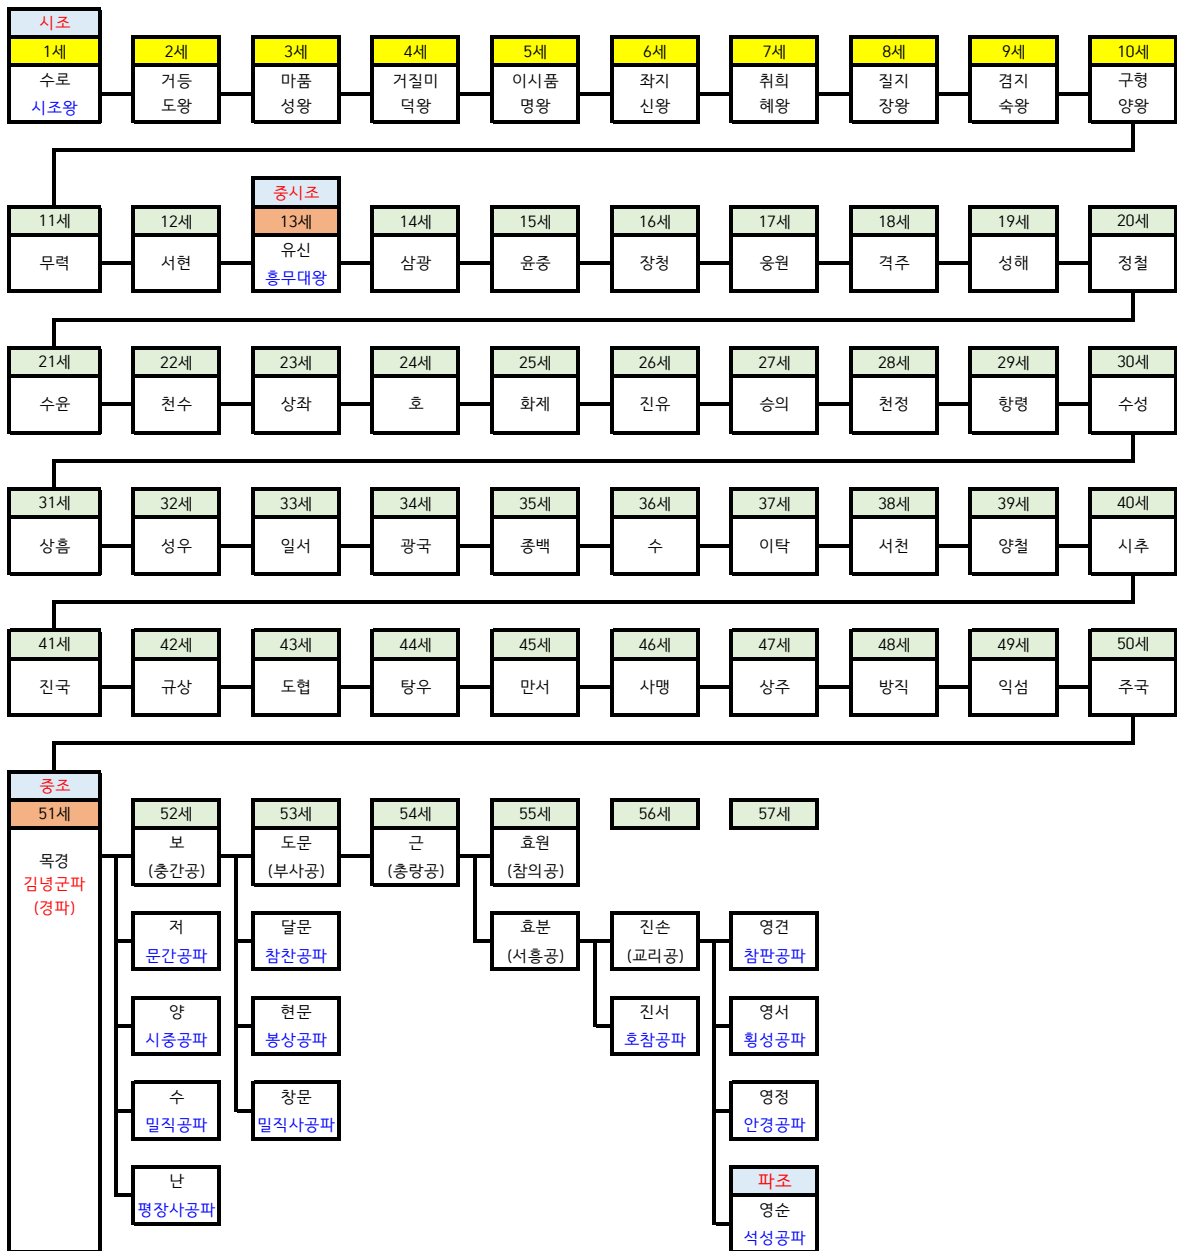 시조
1세 2세 3세 4세 5세 6세 7세 8세 9세 10세
수로 거등 마품 거질미 이시품 좌지 취희 질지 겸지 구형
시조왕 도왕 성왕 덕왕 명왕 신왕 혜왕 장왕 숙왕 양왕
중시조
11세 12세 13세 14세 15세 16세 17세 18세 19세 20세
무력 서현 유신 삼광 윤중 장청 웅원 격주 성해 정철
흥무대왕
21세 22세 23세 24세 25세 26세 27세 28세 29세 30세
수윤 천수 상좌 호 화제 진유 승의 천정 항령 수성
31세 32세 33세 34세 35세 36세 37세 38세 39세 40세
상흠 성우 일서 광국 종백 수 이탁 서천 양철 시추
41세 42세 43세 44세 45세 46세 47세 48세 49세 50세
진국 규상 도협 탕우 만서 사맹 상주 방직 익섬 주국
중조
51세 52세 53세 54세 55세 56세 57세
보 도문 근 효원
목경 (충간공) (부사공) (총랑공) (참의공)
김녕군파
(경파)
저 달문 효분 진손 영견
문간공파 참찬공파 (서흥공) (교리공) 참판공파
양 현문 진서 영서
시중공파 봉상공파 호참공파 횡성공파
수 창문 영정
밀직공파 밀직사공파 안경공파
난 파조
평장사공파 영순
석성공파